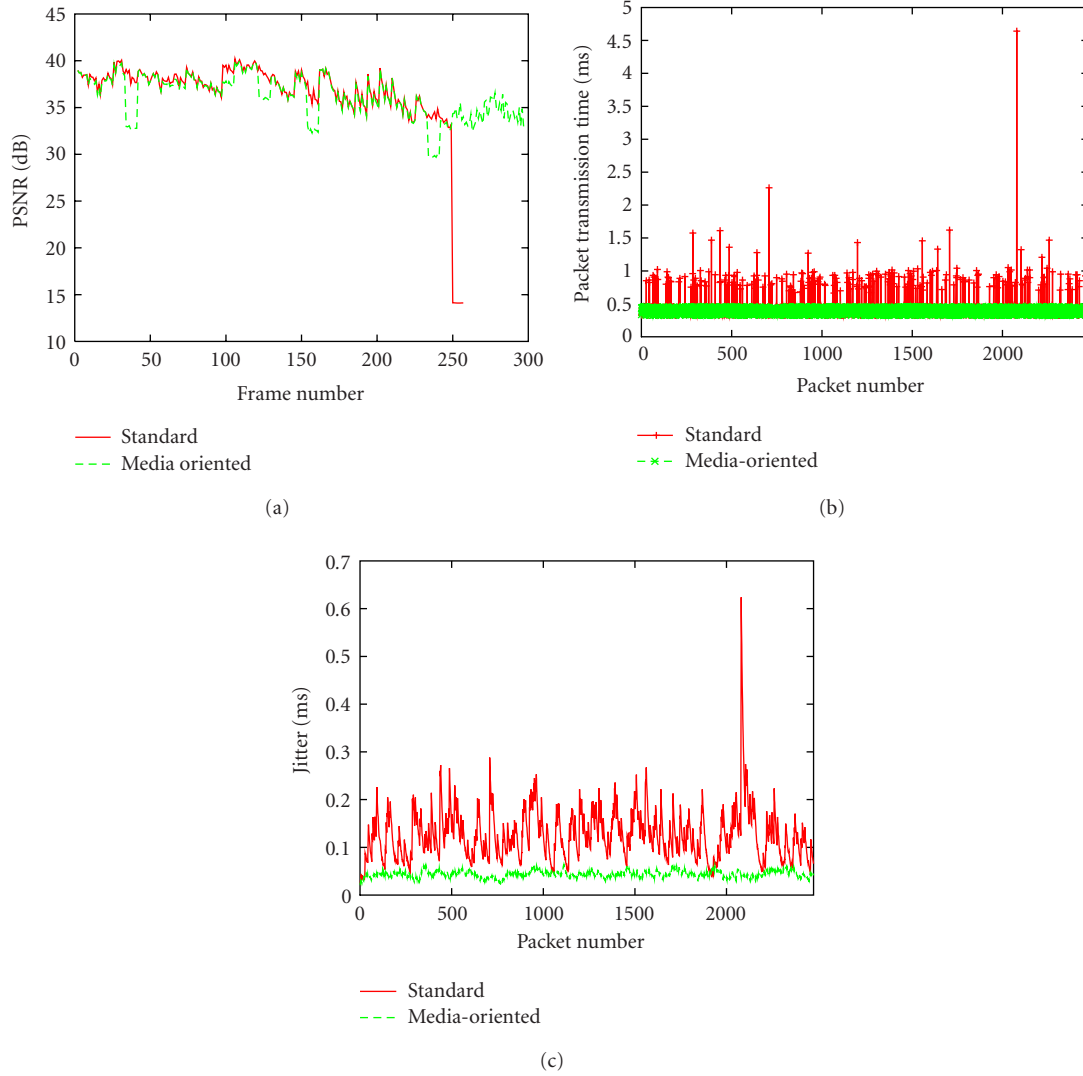 45
40
35
30
25
20
15
10
PSNR (dB)
0 50 100 150 200 250 300
Frame number
Standard
Media oriented
(a)
5
4.5
4
3.5
3
2.5
2
1.5
1
0.5
0
Packet transmission time (ms)
0 500 1000 1500 2000
Packet number
Standard
Media-oriented
(b)
0.7
0.6
0.5
0.4
0.3
0.2
0.1
0
Jitter (ms)
0 500 1000 1500 2000
Packet number
Standard
Media-oriented
(c)